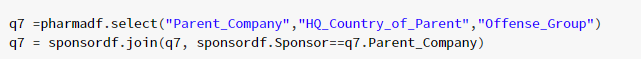 q7 =pharmadf.select("Parent_Company","HQ_Country_of_Parent","Offense_Group")
q7 = sponsordf.join(q7, sponsordf.Sponsor==q7.Parent_Company)